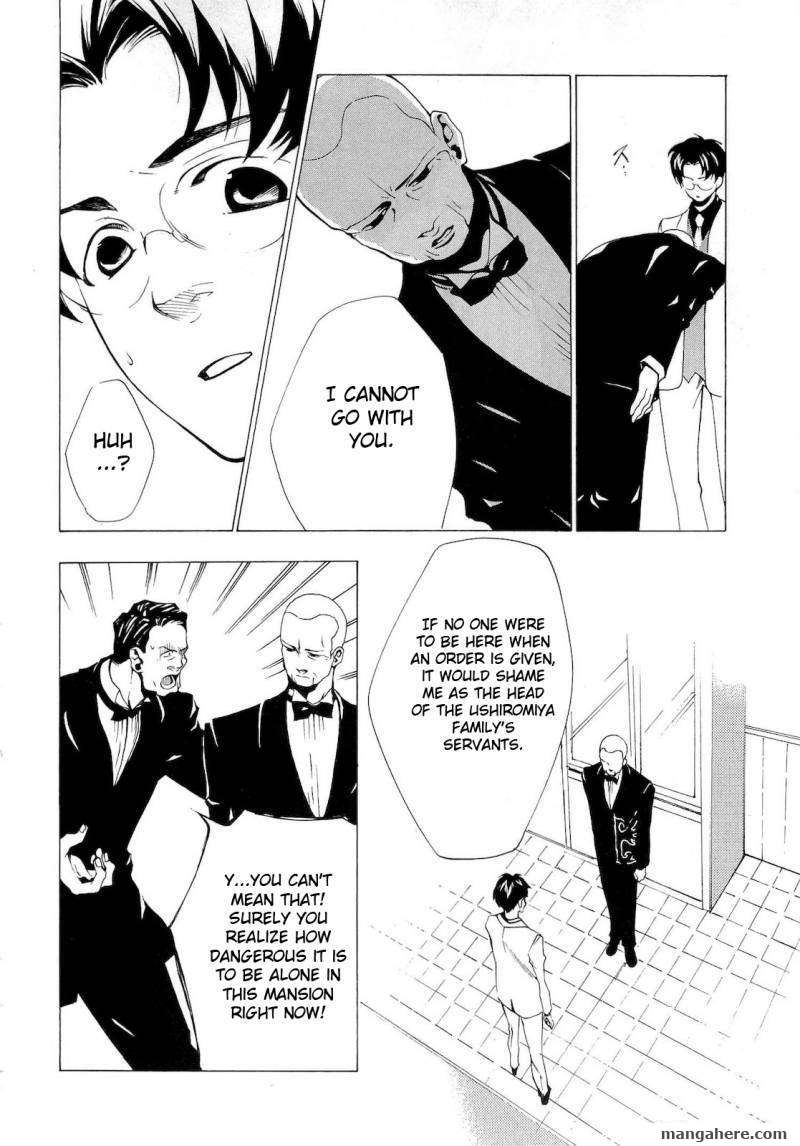 ス..
I CANNOT
GO WITH
YOU.
HUH
...?
IF NO ONE WERE
TO BE HERE WHEN
AN ORDER IS GIVEN,
IT WOULD SHAME
ME AS THE HEAD
OF THE USHIROMIYA
FAMILY'S
SERVANTS.
Y...YOU CAN'T
MEAN THAT!
SURELY YOU
REALIZE HOW
DANGEROUS IT IS
TO BE ALONE IN
THIS MANSION
RIGHT NOW!
mangahere.com